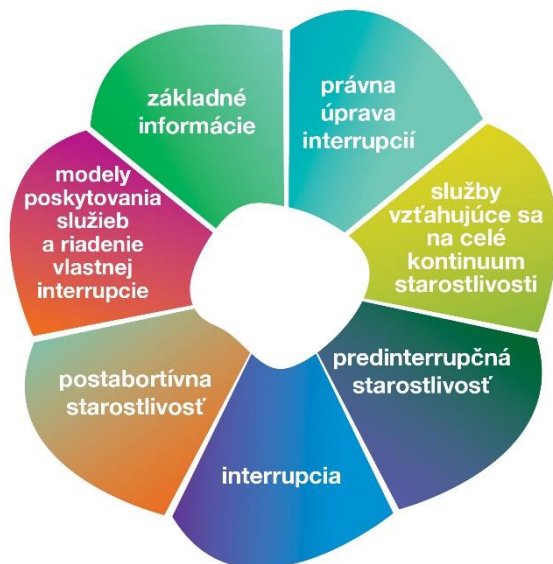 základné
informácie
právna
úprava
interrupcií
služby
vzťahujúce sa
na celé
kontinuum
starostlivosti
predinterrupčná
starostlivosť
interrupcia
postabortívna
starostlivosť
modely
poskytovania
služieb
a riadenie
vlastnej
interrupcie